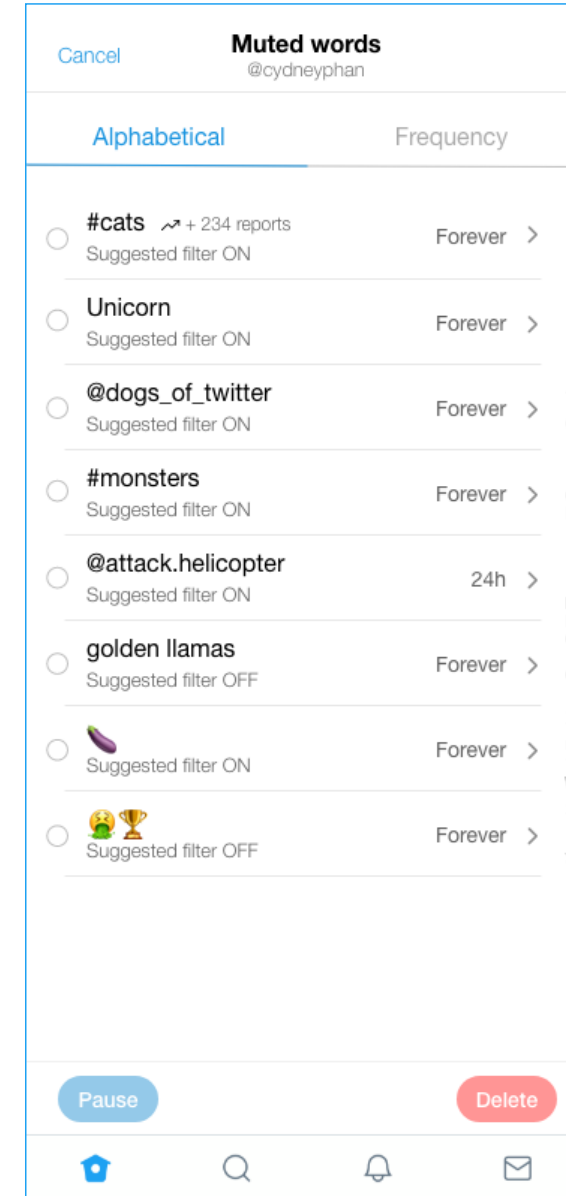 Cancel
Muted words
@cydneyphan
Alphabetical
Frequency
#cats + 234 reports
Suggested filter ON
Forever
Unicorn
Suggested filter ON
Forever
@dogs_of_twitter
Suggested filter ON
Forever
#monsters
Suggested filter ON
Forever
@attack.helicopter
Suggested filter ON
24h
golden llamas
Suggested filter OFF
Forever
🍆
Suggested filter ON
Forever
🤮🏆
Suggested filter OFF
Forever
Pause
Delete